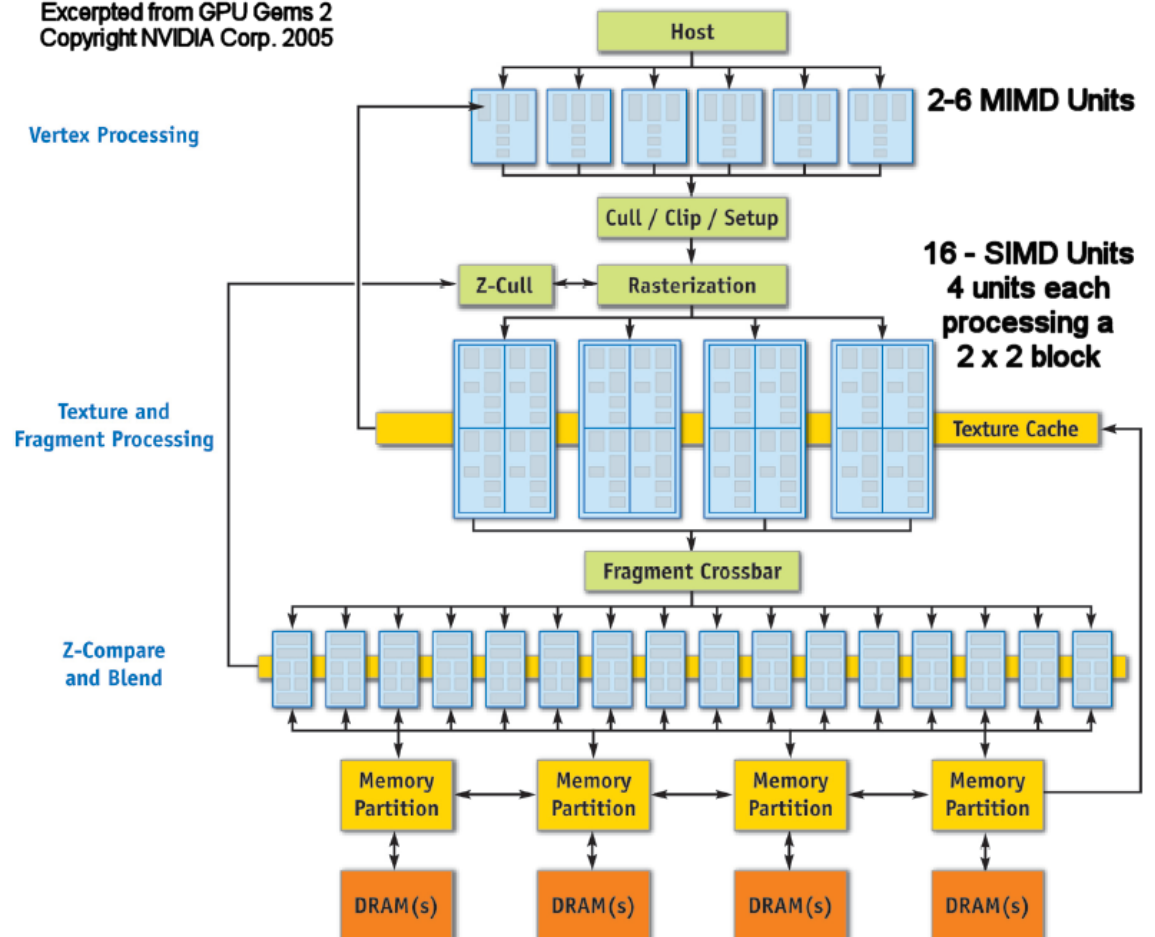 Excerpted from GPU Gems 2
Copyright NVIDIA Corp. 2005
Host
2-6 MIMD Units
Vertex Processing
Cull / Clip / Setup
16 - SIMD Units
4 units each
processing a
2 x 2 block
Z-Cull
Rasterization
Texture and
Fragment Processing
Texture Cache
Fragment Crossbar
Z-Compare
and Blend
Memory
Partition
Memory
Partition
Memory
Partition
Memory
Partition
DRAM(s)
DRAM(s)
DRAM(s)
DRAM(s)